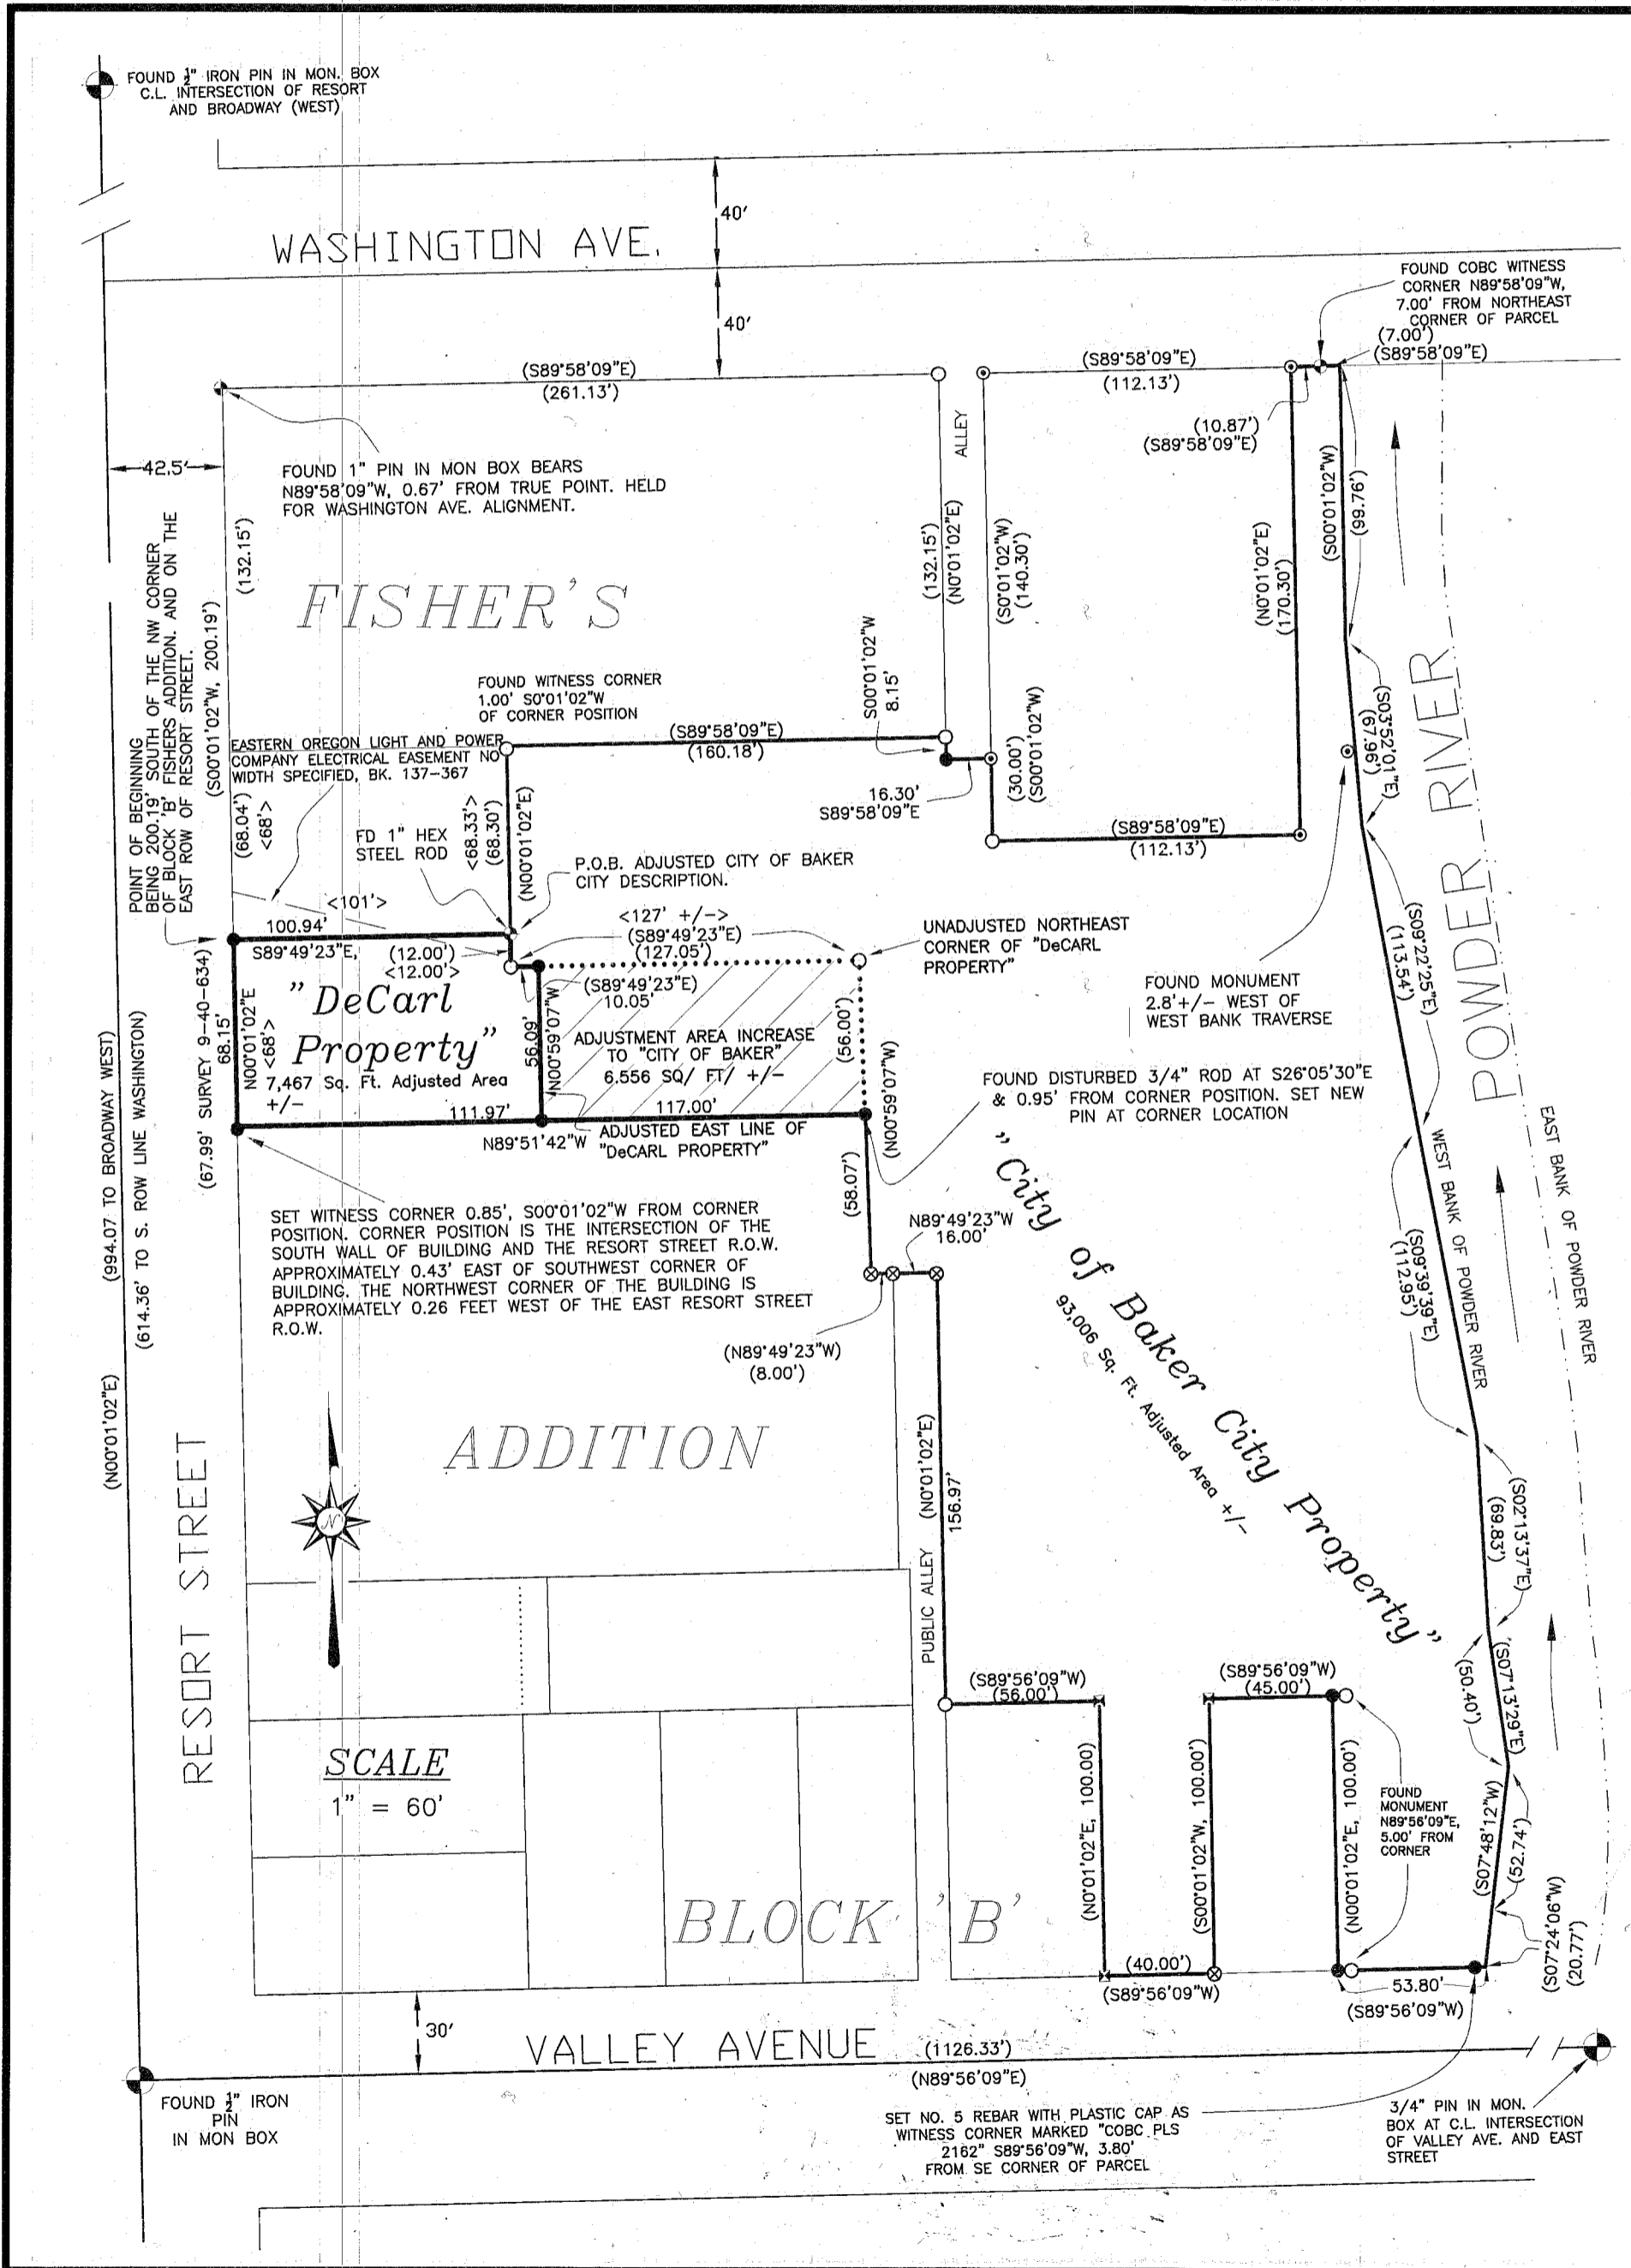 FOUND ½" IRON PIN IN MON. BOX
C.L. INTERSECTION OF RESORT
AND BROADWAY (WEST)
40'
WASHINGTON AVE.
40'
FOUND COBC WITNESS
CORNER N89°58'09"W,
7.00' FROM NORTHEAST
CORNER OF PARCEL
(7.00')
(S89°58'09"E)
(S89°58'09"E)
(261.13')
(S89°58'09"E)
(112.13')
(10.87')
(S89°58'09"E)
42.5'
FOUND 1" PIN IN MON BOX BEARS
N89°58'09"W, 0.67' FROM TRUE POINT. HELD
FOR WASHINGTON AVE. ALIGNMENT.
ALLEY
(132.15')
(132.15')
(N0°01'02"E)
(S0°01'02"W)
(140.30')
(N0°01'02"E)
(170.30')
(S00°01'02"W)
(99.76')
FISHER'S
POINT OF BEGINNING
BEING 200.19' SOUTH OF THE NW CORNER
OF BLOCK 'B' FISHERS ADDITION. AND ON THE
EAST ROW OF RESORT STREET.
(S00°01'02"W, 200.19')
FOUND WITNESS CORNER
1.00' S0°01'02"W
OF CORNER POSITION
S00°01'02"W
8.15'
(S89°58'09"E)
(160.18')
EASTERN OREGON LIGHT AND POWER
COMPANY ELECTRICAL EASEMENT NO
WIDTH SPECIFIED, BK. 137-367
(68.04')
<68'>
FD 1" HEX
STEEL ROD
<68.33'>
(68.30')
(N00°01'02"E)
16.30'
S89°58'09"E
(30.00')
(S00°01'02"W)
(S89°58'09"E)
(112.13')
(S03°52'01"E)
(67.96')
POWDER RIVER
P.O.B. ADJUSTED CITY OF BAKER
CITY DESCRIPTION.
<101'>
100.94'
S89°49'23"E,
(12.00')
<12.00'>
<127' +/->
(S89°49'23"E)
(127.05')
UNADJUSTED NORTHEAST
CORNER OF "DeCARL
PROPERTY"
(S09°22'25"E)
(113.54')
FOUND MONUMENT
2.8'+/- WEST OF
WEST BANK TRAVERSE
(67.99' SURVEY 9-40-634)
68.15'
N00°01'02"E
<68'>
"DeCarl
Property"
7,467 Sq. Ft. Adjusted Area
+/-
(S89°49'23"E)
10.05'
56.09'
N00°59'07"W
ADJUSTMENT AREA INCREASE
TO "CITY OF BAKER"
6.556 SQ/ FT/ +/-
(56.00')
(N00°59'07"W)
FOUND DISTURBED 3/4" ROD AT S26°05'30"E
& 0.95' FROM CORNER POSITION. SET NEW
PIN AT CORNER LOCATION
111.97'
117.00'
N89°51'42"W
ADJUSTED EAST LINE OF
"DeCARL PROPERTY"
(58.07')
WEST BANK OF POWDER RIVER
EAST BANK OF POWDER RIVER
SET WITNESS CORNER 0.85', S00°01'02"W FROM CORNER
POSITION. CORNER POSITION IS THE INTERSECTION OF THE
SOUTH WALL OF BUILDING AND THE RESORT STREET R.O.W.
APPROXIMATELY 0.43' EAST OF SOUTHWEST CORNER OF
BUILDING. THE NORTHWEST CORNER OF THE BUILDING IS
APPROXIMATELY 0.26 FEET WEST OF THE EAST RESORT STREET
R.O.W.
N89°49'23"W
16.00'
(N89°49'23"W)
(8.00')
(S09°39'39"E)
(112.95')
"City of Baker City Property"
93,006 Sq. Ft. Adjusted Area +/-
(994.07 TO BROADWAY WEST)
(614.36' TO S. ROW LINE WASHINGTON)
(N00°01'02"E)
RESORT STREET
ADDITION
N
PUBLIC ALLEY
(N0°01'02"E)
156.97'
(S02°13'37"E)
(69.83')
(S07°13'29"E)
(50.40')
(S89°56'09"W)
(56.00')
(S89°56'09"W)
(45.00')
SCALE
1" = 60'
(N0°01'02"E, 100.00')
(S00°01'02"W, 100.00')
(N00°01'02"E, 100.00')
FOUND
MONUMENT
N89°56'09"E,
5.00' FROM
CORNER
(S07°48'12"W)
(52.74')
(S07°24'06"W)
(20.77')
BLOCK 'B'
(40.00')
(S89°56'09"W)
53.80'
(S89°56'09"W)
30'
VALLEY AVENUE
(1126.33')
(N89°56'09"E)
FOUND ½" IRON
PIN
IN MON BOX
SET NO. 5 REBAR WITH PLASTIC CAP AS
WITNESS CORNER MARKED "COBC PLS
2162" S89°56'09"W, 3.80'
FROM SE CORNER OF PARCEL
3/4" PIN IN MON.
BOX AT C.L. INTERSECTION
OF VALLEY AVE. AND EAST
STREET